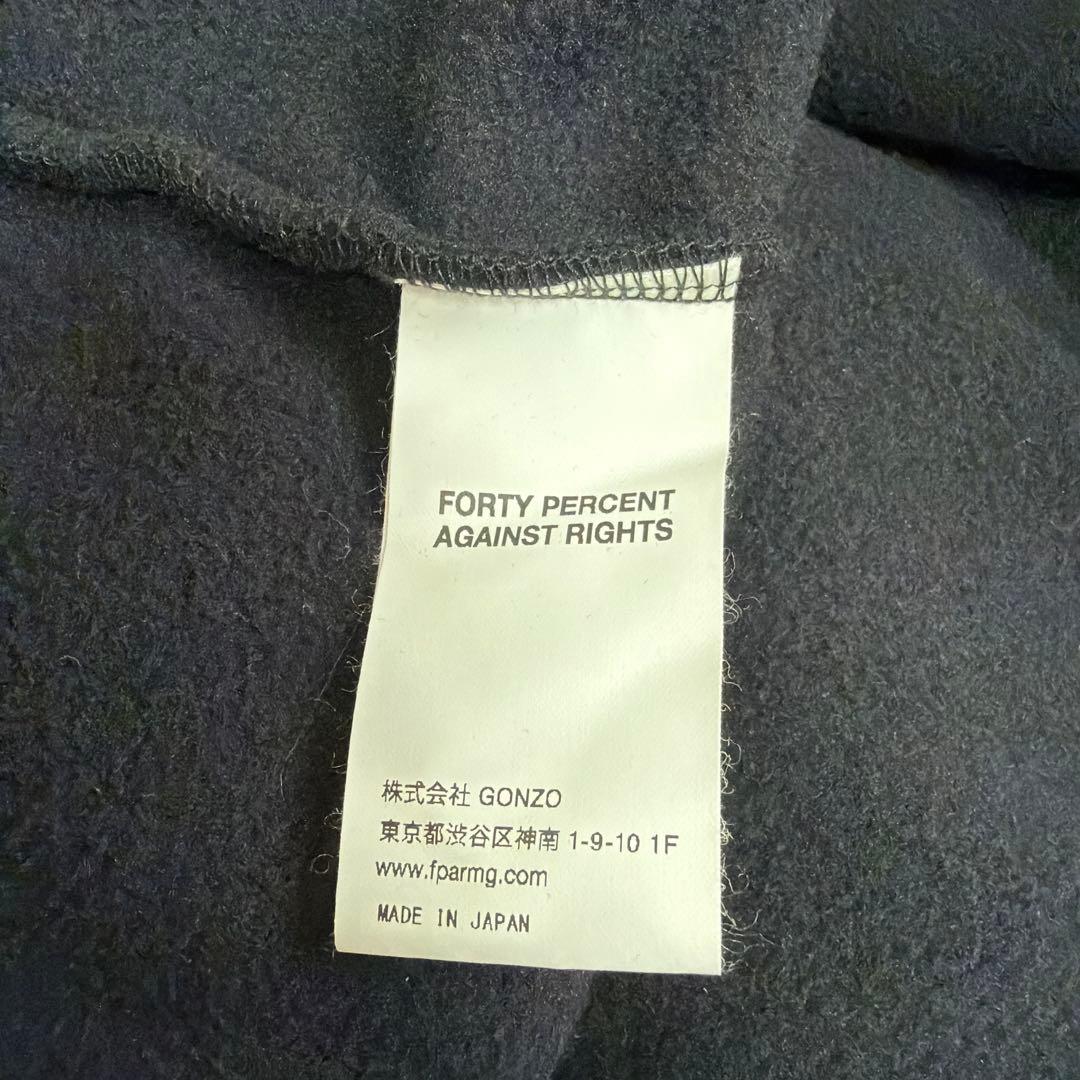 FORTY PERCENT
AGAINST RIGHTS
株式会社 GONZO
東京都渋谷区神南 1-9-10 1F
www.fparmg.com
MADE IN JAPAN